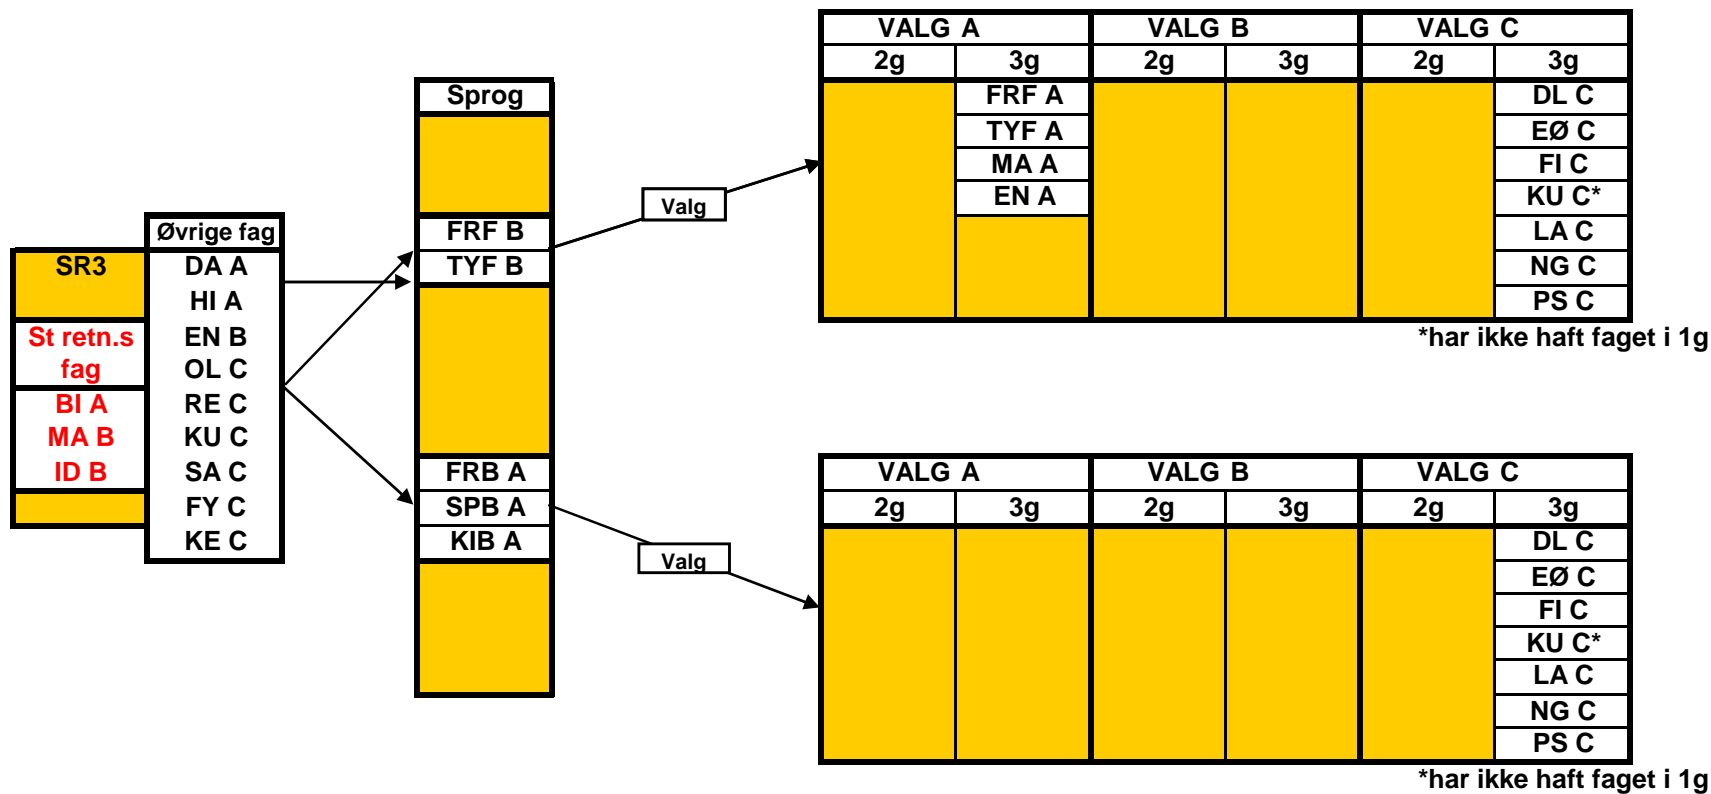 SR3
St retn.s
fag
BI A
MA B
ID B
Øvrige fag
DA A
HI A
EN B
OL C
RE C
KU C
SA C
FY C
KE C
Sprog
FRF B
TYF B
FRB A
SPB A
KIB A
Valg
Valg
VALG A VALG B VALG C
2g 3g 2g 3g 2g 3g
FRF A DL C
TYF A EØ C
MA A FI C
EN A KU C*
LA C
NG C
PS C
*har ikke haft faget i 1g
VALG A VALG B VALG C
2g 3g 2g 3g 2g 3g
DL C
EØ C
FI C
KU C*
LA C
NG C
PS C
*har ikke haft faget i 1g